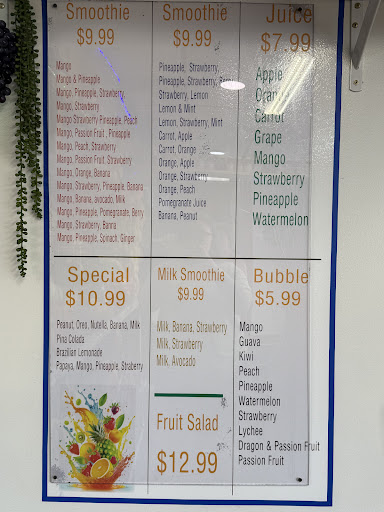 Smoothie
$9.99
Mango
Mango & Pineapple
Mango, Pineapple, Strawberry
Mango, Strawberry
Mango Strawberry Pineapple, Peach
Mango, Passion Fruit, Pineapple
Mango, Peach, Strawberry
Mango, Passion Fruit, Strawberry
Mango, Orange, Banana
Mango, Strawberry, Pineapple, Banana
Mango, Banana, avocado, Milk
Mango, Pineapple, Pomegranate, Berry
Mango, Strawberry, Banna
Mango, Pineapple, Spinach, Ginger
Smoothie
$9.99
Pineapple, Strawberry,
Pineapple, Strawberry, Berry
Strawberry, Lemon
Lemon & Mint
Lemon, Strawberry, Mint
Carrot, Apple
Carrot, Orange
Orange, Apple
Orange, Strawberry
Orange, Peach
Pomegranate Juice
Banana, Peanut
Juice
$7.99
Apple
Orange
Carrot
Grape
Mango
Strawberry
Pineapple
Watermelon
Special
$10.99
Peanut, Oreo, Nutella, Banana, Milk
Pina Colada
Brazilian Lemonade
Papaya, Mango, Pineapple, Straberry
Milk Smoothie
$9.99
Milk, Banana, Strawberry
Milk, Strawberry
Milk, Avocado
Fruit Salad
$12.99
Bubble
$5.99
Mango
Guava
Kiwi
Peach
Pineapple
Watermelon
Strawberry
Lychee
Dragon & Passion Fruit
Passion Fruit